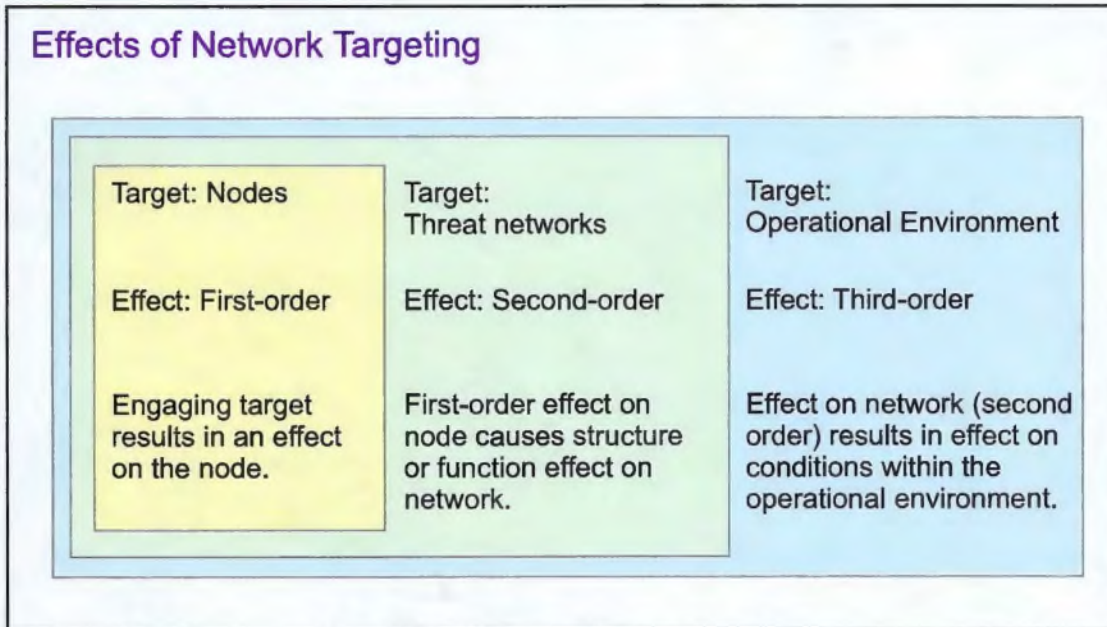 Effects of Network Targeting
Target: Nodes
Effect: First-order
Engaging target
results in an effect
on the node.
Target:
Threat networks
Effect: Second-order
First-order effect on
node causes structure
or function effect on
network.
Target:
Operational Environment
Effect: Third-order
Effect on network (second
order) results in effect on
conditions within the
operational environment.